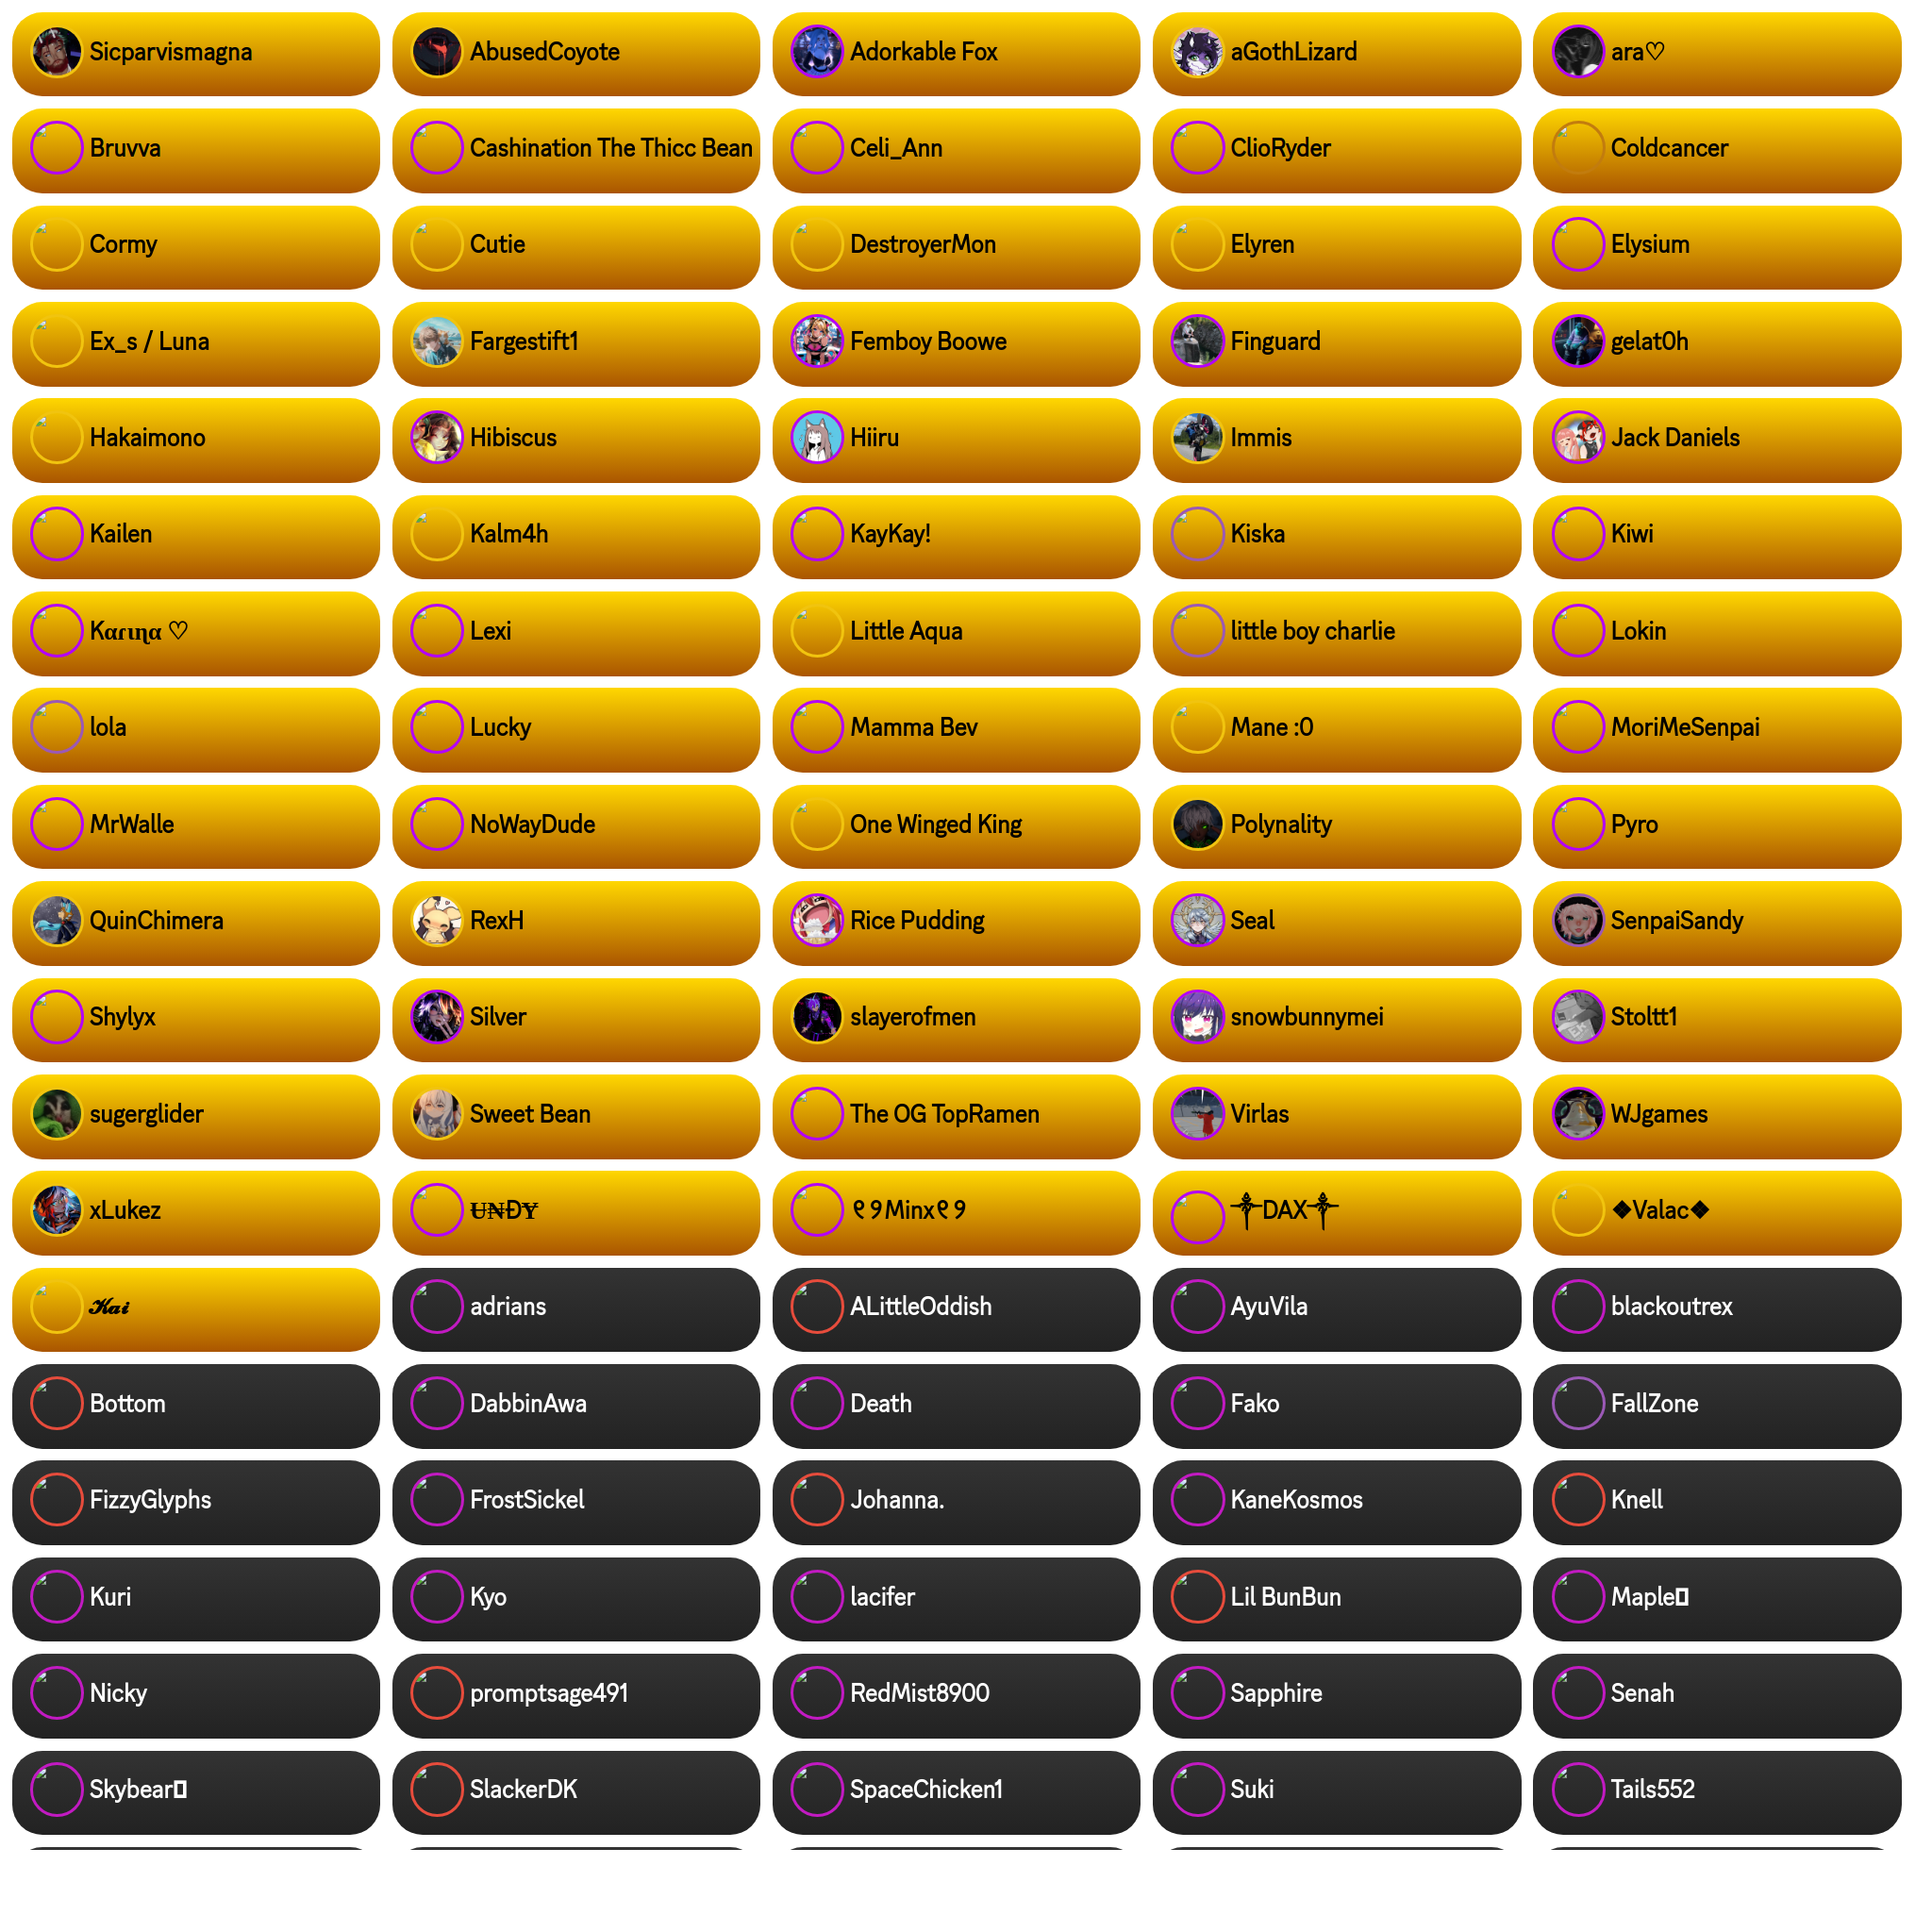 Sicparvismagna
AbusedCoyote
Adorkable Fox
aGothLizard
ara♡
Bruvva
Cashination The Thicc Bean
Celi_Ann
ClioRyder
Coldcancer
Cormy
Cutie
DestroyerMon
Elyren
Elysium
Ex_s / Luna
Fargestift1
Femboy Boowe
Finguard
gelat0h
Hakaimono
Hibiscus
Hiiru
Immis
Jack Daniels
Kailen
Kalm4h
KayKay!
Kiska
Kiwi
Kαɾιɳα ♡
Lexi
Little Aqua
little boy charlie
Lokin
lola
Lucky
Mamma Bev
Mane :0
MoriMeSenpai
MrWalle
NoWayDude
One Winged King
Polynality
Pyro
QuinChimera
RexH
Rice Pudding
Seal
SenpaiSandy
Shylyx
Silver
slayerofmen
snowbunnymei
Stoltt1
sugerglider
Sweet Bean
The OG TopRamen
Virlas
WJgames
xLukez
U̶N̶ĐɎ
୧୨Minx୧୨
༒DAX༒
❖Valac❖
𝓚𝓪𝓲
adrians
ALittleOddish
AyuVila
blackoutrex
Bottom
DabbinAwa
Death
Fako
FallZone
FizzyGlyphs
FrostSickel
Johanna.
KaneKosmos
Knell
Kuri
Kyo
lacifer
Lil BunBun
Maple
Nicky
promptsage491
RedMist8900
Sapphire
Senah
Skybear
SlackerDK
SpaceChicken1
Suki
Tails552